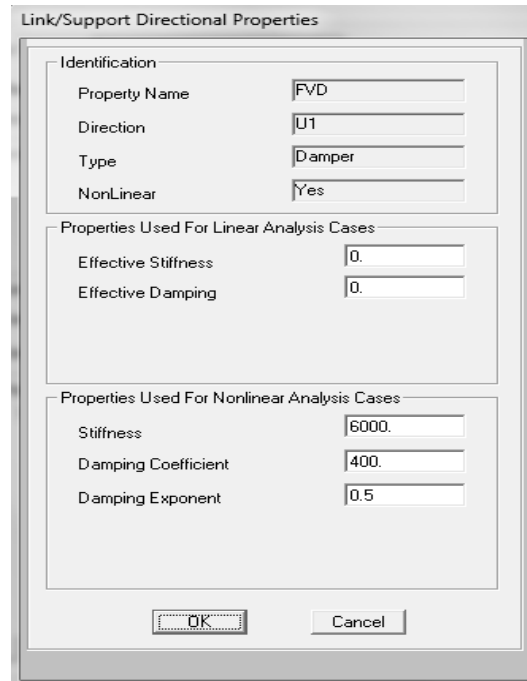 Link/Support Directional Properties
Identification
Property Name FVD
Direction U1
Type Damper
NonLinear Yes
Properties Used For Linear Analysis Cases
Effective Stiffness 0.
Effective Damping 0.
Properties Used For Nonlinear Analysis Cases
Stiffness 6000.
Damping Coefficient 400.
Damping Exponent 0.5
OK Cancel